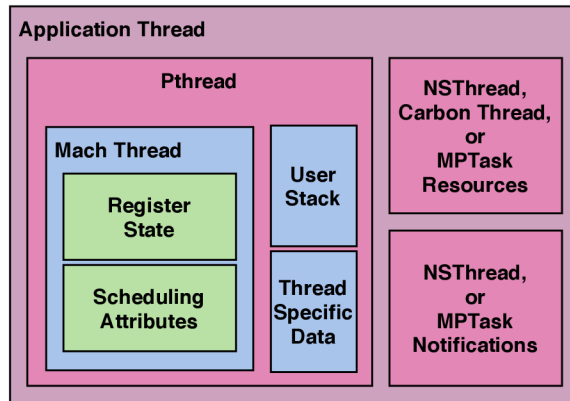 Application Thread
Pthread
Mach Thread
Register
State
Scheduling
Attributes
User
Stack
Thread
Specific
Data
NSThread,
Carbon Thread,
or
MPTask
Resources
NSThread,
or
MPTask
Notifications